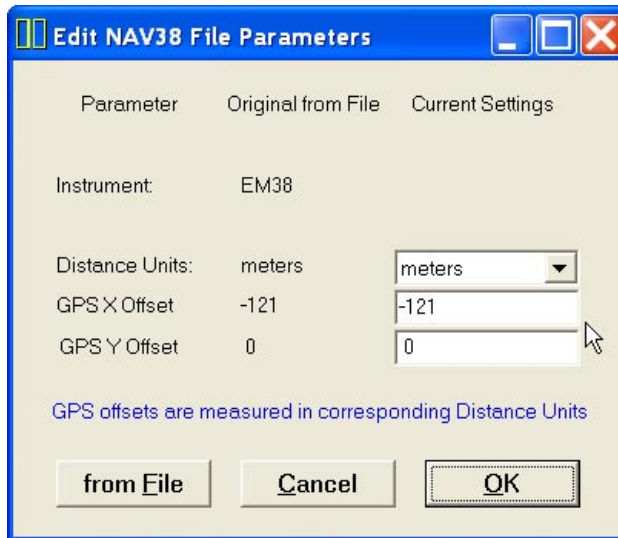 Edit NAV38 File Parameters
Parameter Original from File Current Settings
Instrument: EM38
Distance Units: meters meters
GPS X Offset -121 -121
GPS Y Offset 0 0
GPS offsets are measured in corresponding Distance Units
from File Cancel OK